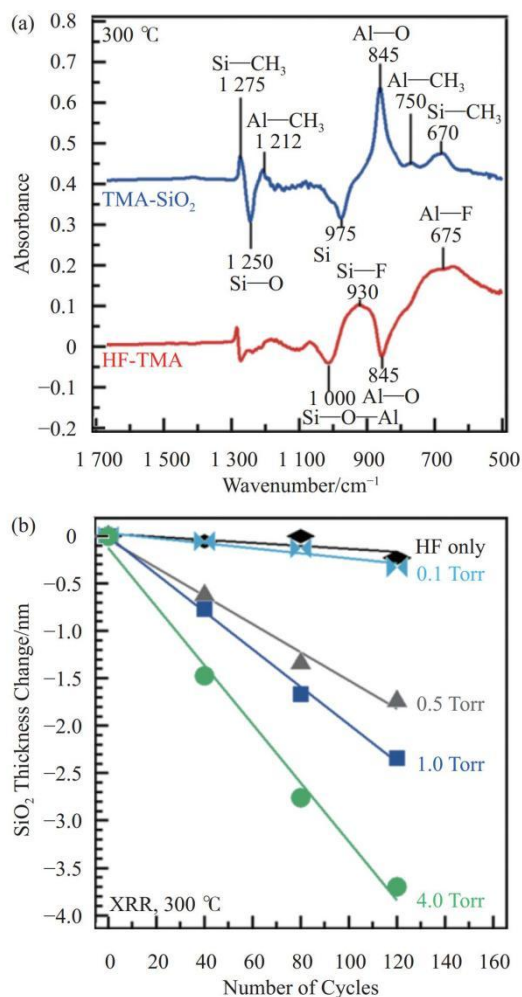 (a)
300 ℃
0.8
0.7
0.6
0.5
0.4
0.3
0.2
0.1
0
−0.1
−0.2
Absorbance
Al—O
845
Si—CH₃
1 275
Al—CH₃
750
Al—CH₃
1 212
Si—CH₃
670
TMA-SiO₂
1 250
Si—O
975
Si
Al—F
675
Si—F
930
HF-TMA
1 000
Si—O—Al
845
Al—O
1 700 1 500 1 300 1 100 900 700 500
Wavenumber/cm⁻¹
(b)
0
−0.5
−1.0
−1.5
−2.0
−2.5
−3.0
−3.5
−4.0
SiO₂ Thickness Change/nm
HF only
0.1 Torr
0.5 Torr
1.0 Torr
4.0 Torr
XRR, 300 ℃
0 20 40 60 80 100 120 140 160
Number of Cycles